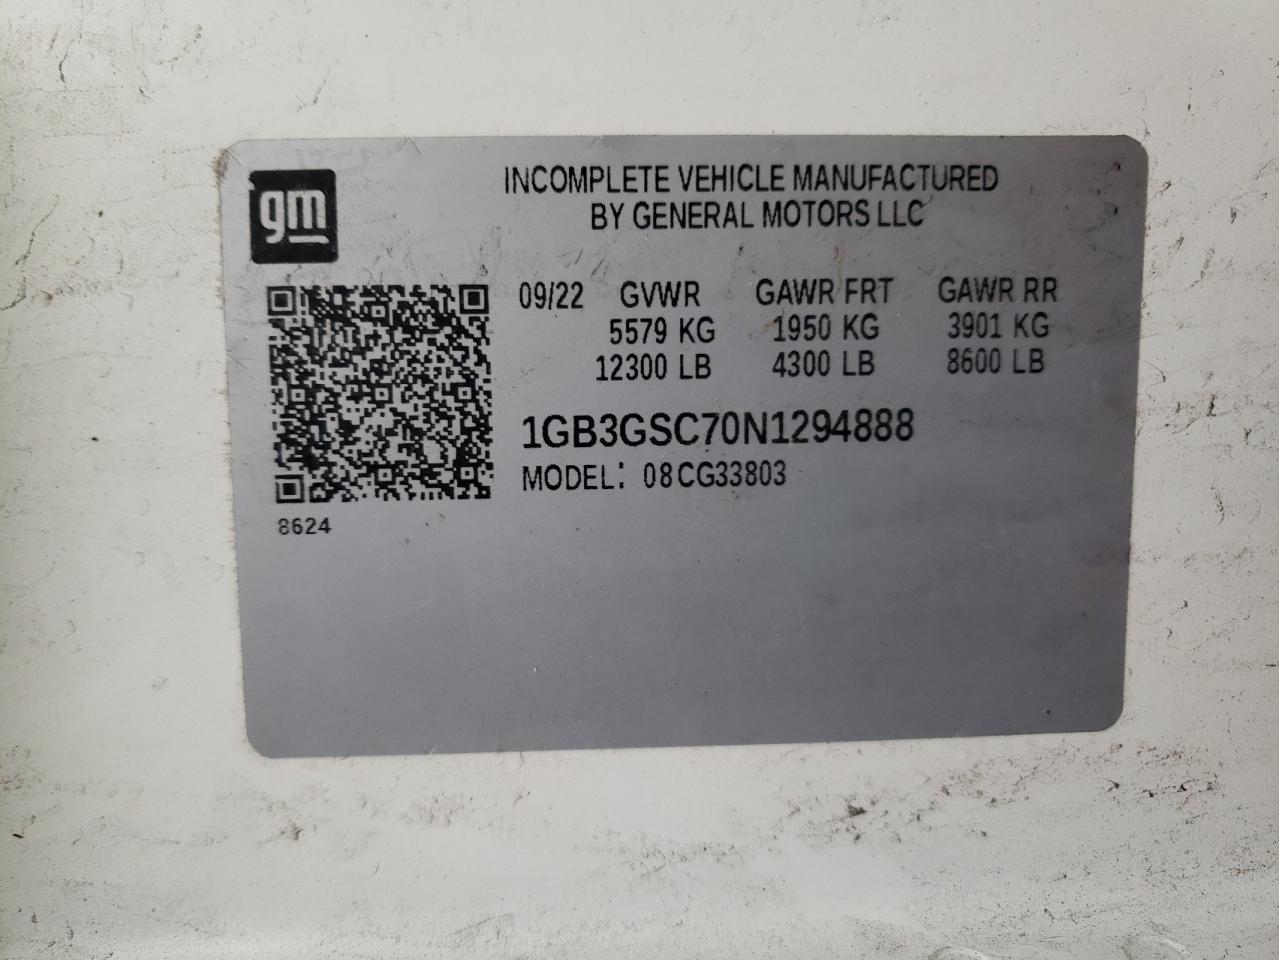 gm
INCOMPLETE VEHICLE MANUFACTURED
BY GENERAL MOTORS LLC
09/22 GVWR GAWR FRT GAWR RR
5579 KG 1950 KG 3901 KG
12300 LB 4300 LB 8600 LB
1GB3GSC70N1294888
MODEL: 08CG33803
8624